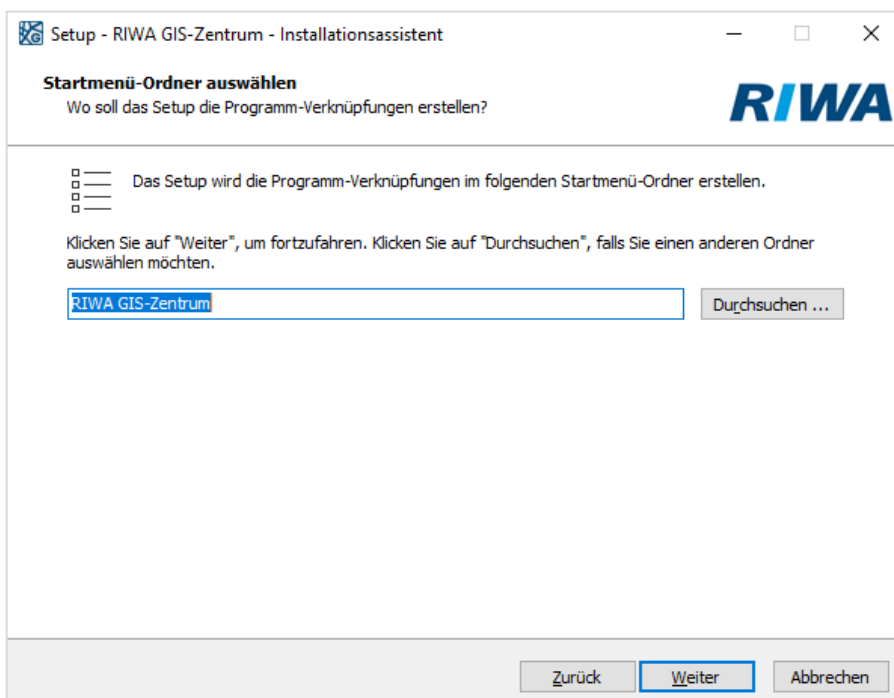 Setup - RIWA GIS-Zentrum - Installationsassistent
Startmenü-Ordner auswählen
Wo soll das Setup die Programm-Verknüpfungen erstellen?
RIWA
Das Setup wird die Programm-Verknüpfungen im folgenden Startmenü-Ordner erstellen.
Klicken Sie auf "Weiter", um fortzufahren. Klicken Sie auf "Durchsuchen", falls Sie einen anderen Ordner
auswählen möchten.
RIWA GIS-Zentrum
Durchsuchen ...
Zurück
Weiter
Abbrechen